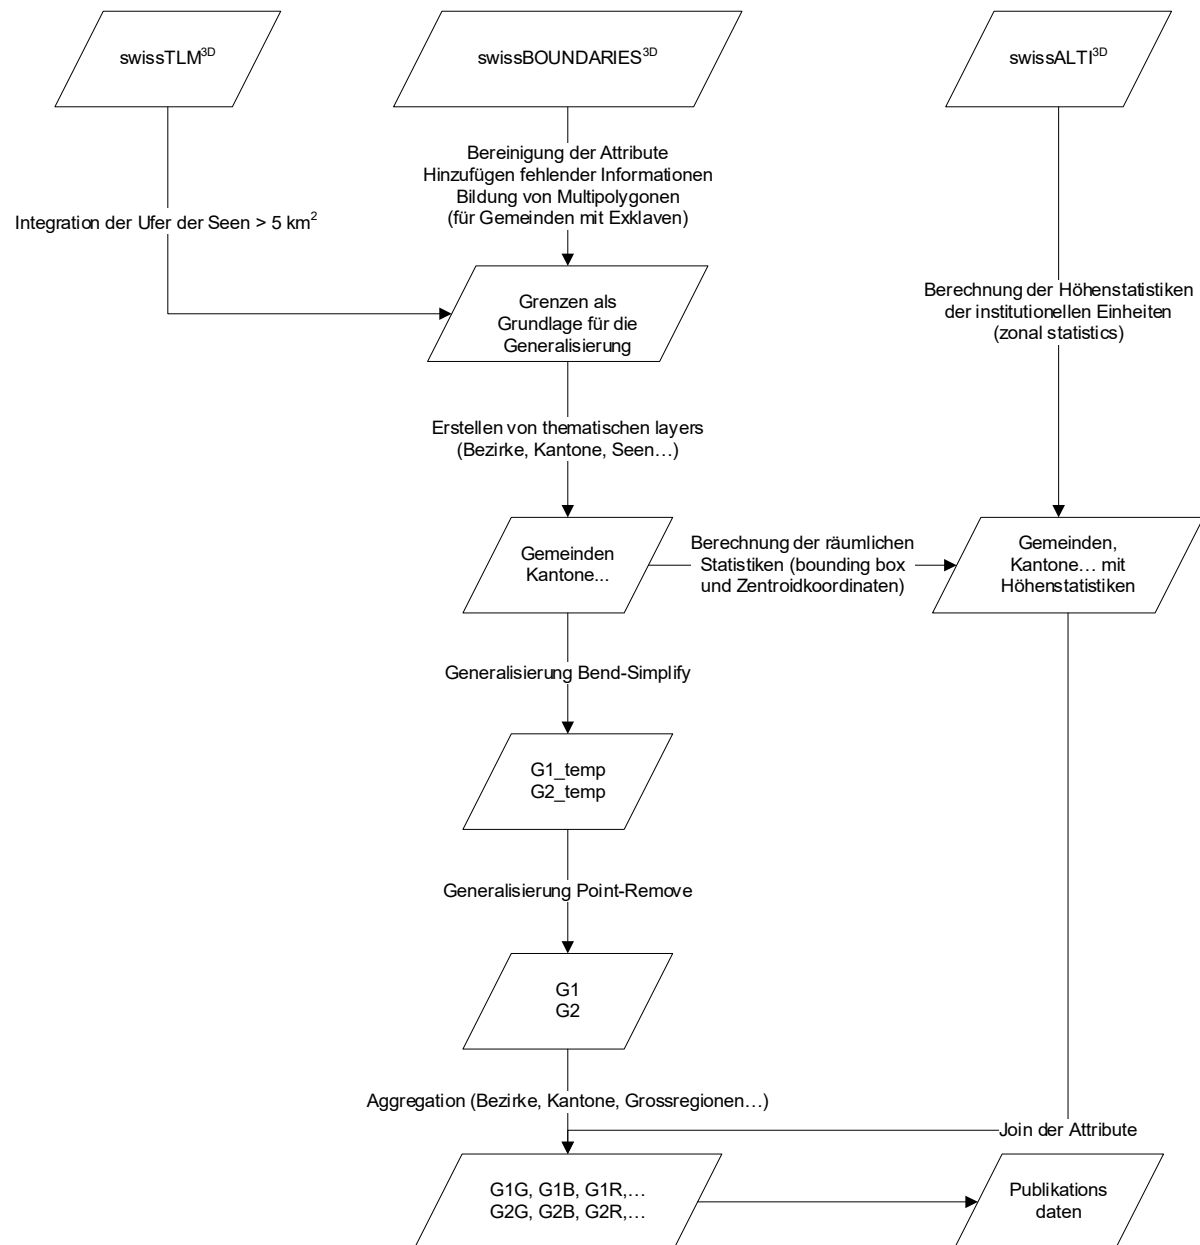 swissTLM3D
swissBOUNDARIES3D
swissALTI3D
Bereinigung der Attribute
Hinzufügen fehlender Informationen
Bildung von Multipolygonen
(für Gemeinden mit Exklaven)
Integration der Ufer der Seen > 5 km2
Grenzen als
Grundlage für die
Generalisierung
Berechnung der Höhenstatistiken
der institutionellen Einheiten
(zonal statistics)
Erstellen von thematischen layers
(Bezirke, Kantone, Seen…)
Gemeinden
Kantone...
Berechnung der räumlichen
Statistiken (bounding box
und Zentroidkoordinaten)
Gemeinden,
Kantone… mit
Höhenstatistiken
Generalisierung Bend-Simplify
G1_temp
G2_temp
Generalisierung Point-Remove
G1
G2
Aggregation (Bezirke, Kantone, Grossregionen…)
Join der Attribute
G1G, G1B, G1R,…
G2G, G2B, G2R,…
Publikations
daten